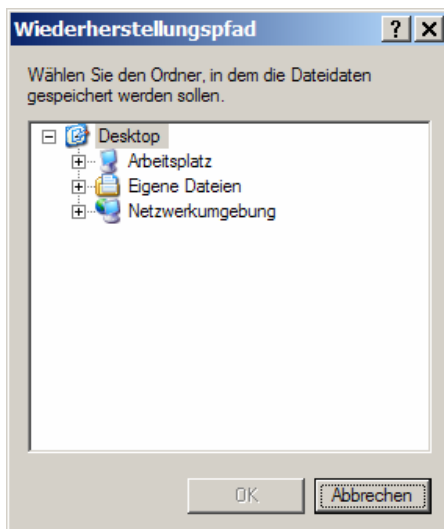 Wiederherstellungspfad
Wählen Sie den Ordner, in dem die Dateidaten
gespeichert werden sollen.
Desktop
Arbeitsplatz
Eigene Dateien
Netzwerkumgebung
OK
Abbrechen